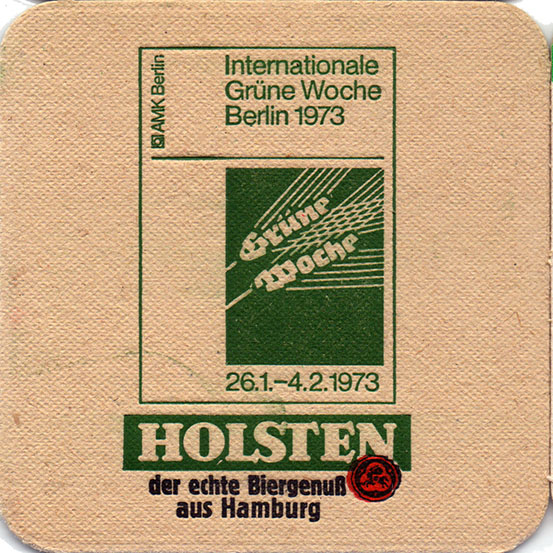 AMK Berlin
Internationale
Grüne Woche
Berlin 1973
Grüne
Woche
26.1.–4.2.1973
HOLSTEN
der echte Biergenuß
aus Hamburg